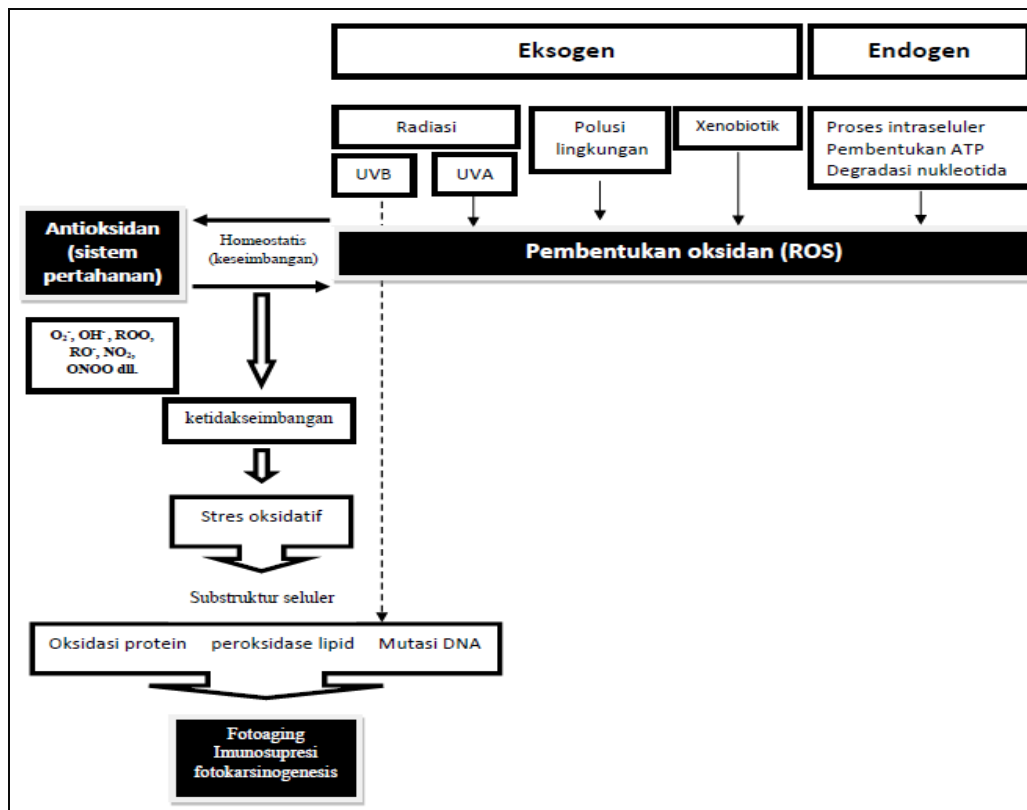 Eksogen
Endogen
Radiasi
UVB
UVA
Polusi
lingkungan
Xenobiotik
Proses intraseluler
Pembentukan ATP
Degradasi nukleotida
Antioksidan
(sistem
pertahanan)
Homeostatis
(keseimbangan)
Pembentukan oksidan (ROS)
O₂⁻, OH⁻, ROO,
RO⁻, NO₂,
ONOO dll.
ketidakseimbangan
Stres oksidatif
Substruktur seluler
Oksidasi protein peroksidase lipid Mutasi DNA
Fotoaging
Imunosupresi
fotokarsinogenesis